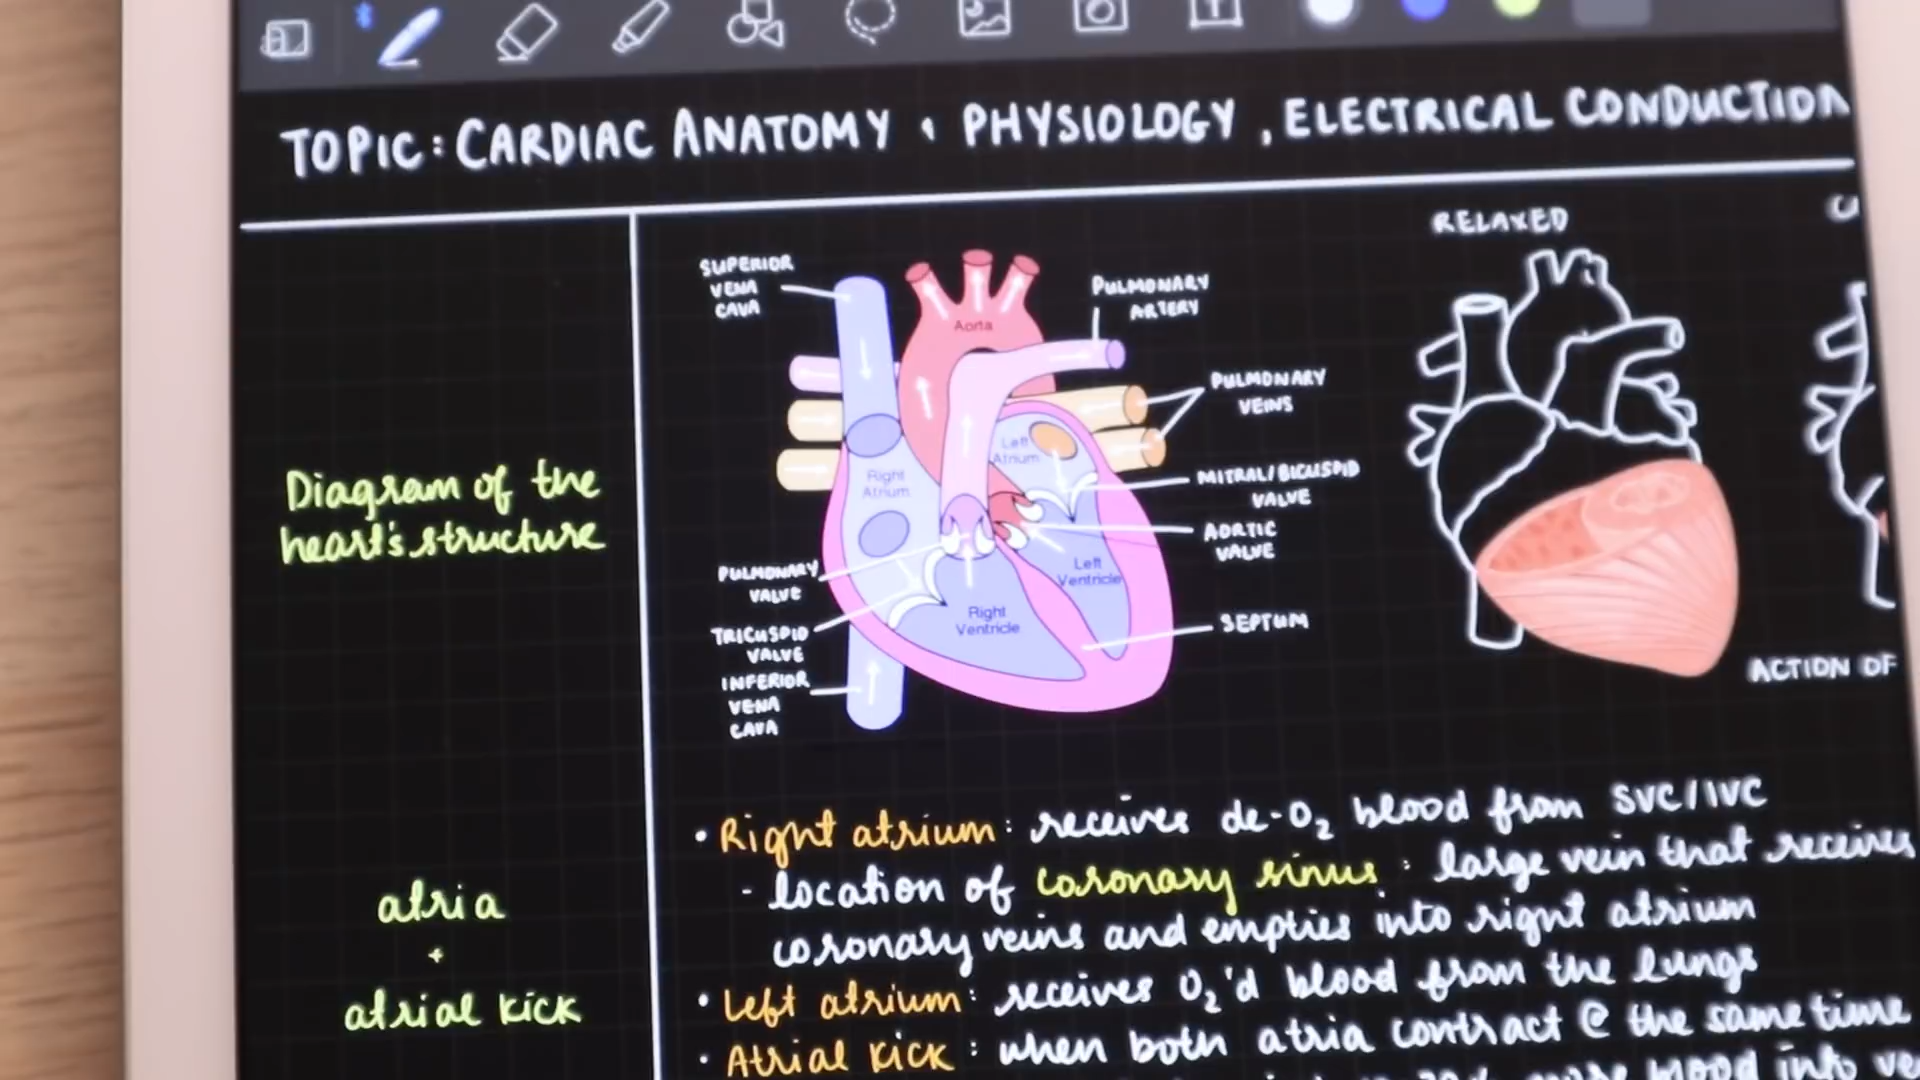 TOPIC: CARDIAC ANATOMY & PHYSIOLOGY, ELECTRICAL CONDUCTION
RELAXED
SUPERIOR
VENA
CAVA
Aorta
PULMONARY
ARTERY
PULMONARY
VEINS
Left
Atrium
Right
Atrium
MITRAL/BICUSPID
VALVE
AORTIC
VALVE
Diagram of the
heart's structure
PULMONARY
VALVE
Left
Ventricle
Right
Ventricle
TRICUSPID
VALVE
SEPTUM
INFERIOR
VENA
CAVA
ACTION OF
atria
+
atrial kick
• Right atrium: receives de-O2 blood from SVC/IVC
- location of coronary sinus: large vein that receives
coronary veins and empties into right atrium
• Left atrium: receives O2'd blood from the lungs
• Atrial kick: when both atria contract @ the same time
more blood into